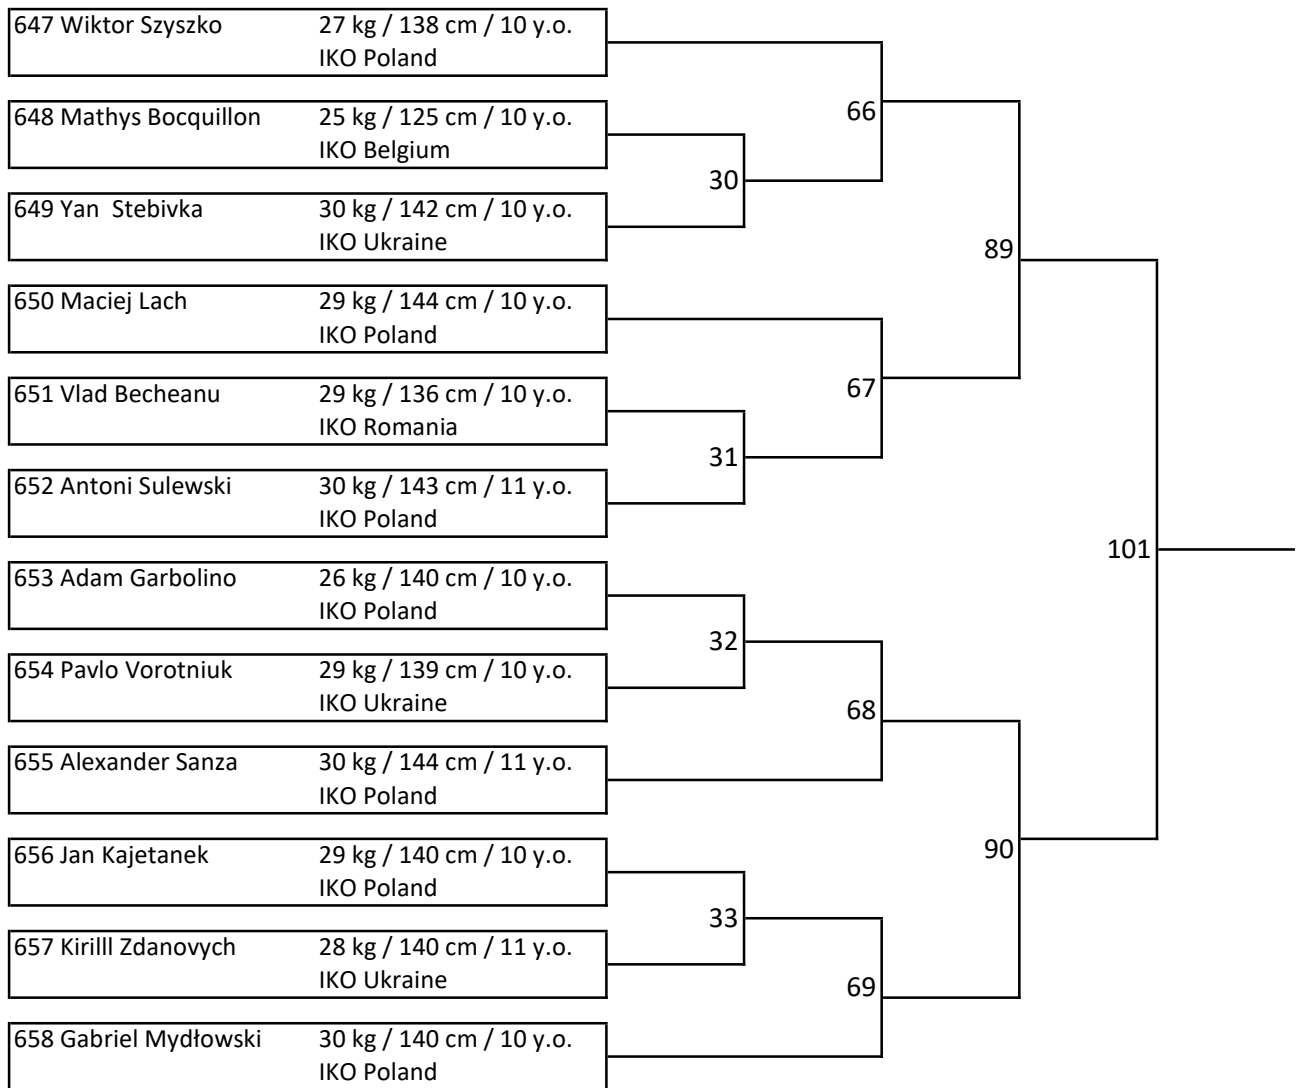 647 Wiktor Szyszko 27 kg / 138 cm / 10 y.o.
IKO Poland
648 Mathys Bocquillon 25 kg / 125 cm / 10 y.o.
IKO Belgium
66
30
649 Yan  Stebivka 30 kg / 142 cm / 10 y.o.
IKO Ukraine
89
650 Maciej Lach 29 kg / 144 cm / 10 y.o.
IKO Poland
651 Vlad Becheanu 29 kg / 136 cm / 10 y.o.
IKO Romania
67
31
652 Antoni Sulewski 30 kg / 143 cm / 11 y.o.
IKO Poland
101
653 Adam Garbolino 26 kg / 140 cm / 10 y.o.
IKO Poland
32
654 Pavlo Vorotniuk 29 kg / 139 cm / 10 y.o.
IKO Ukraine
68
655 Alexander Sanza 30 kg / 144 cm / 11 y.o.
IKO Poland
90
656 Jan Kajetanek 29 kg / 140 cm / 10 y.o.
IKO Poland
33
657 Kirilll Zdanovych 28 kg / 140 cm / 11 y.o.
IKO Ukraine
69
658 Gabriel Mydłowski 30 kg / 140 cm / 10 y.o.
IKO Poland